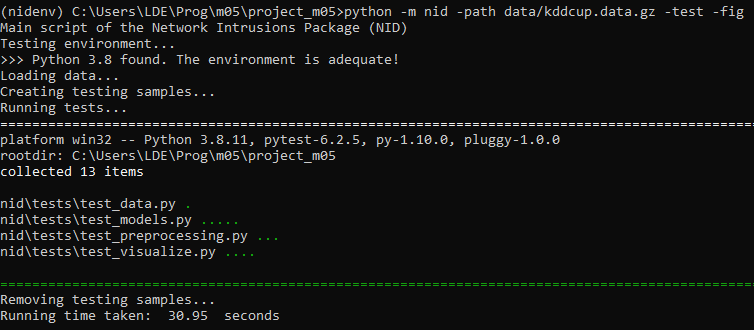 (nidenv) C:\Users\LDE\Prog\m05\project_m05>python -m nid -path data/kddcup.data.gz -test -fig
Main script of the Network Intrusions Package (NID)
Testing environment...
>>> Python 3.8 found. The environment is adequate!
Loading data...
Creating testing samples...
Running tests...
==============================================================================================
platform win32 -- Python 3.8.11, pytest-6.2.5, py-1.10.0, pluggy-1.0.0
rootdir: C:\Users\LDE\Prog\m05\project_m05
collected 13 items
nid\tests\test_data.py .
nid\tests\test_models.py .....
nid\tests\test_preprocessing.py ...
nid\tests\test_visualize.py ....
==============================================================================================
Removing testing samples...
Running time taken:  30.95  seconds